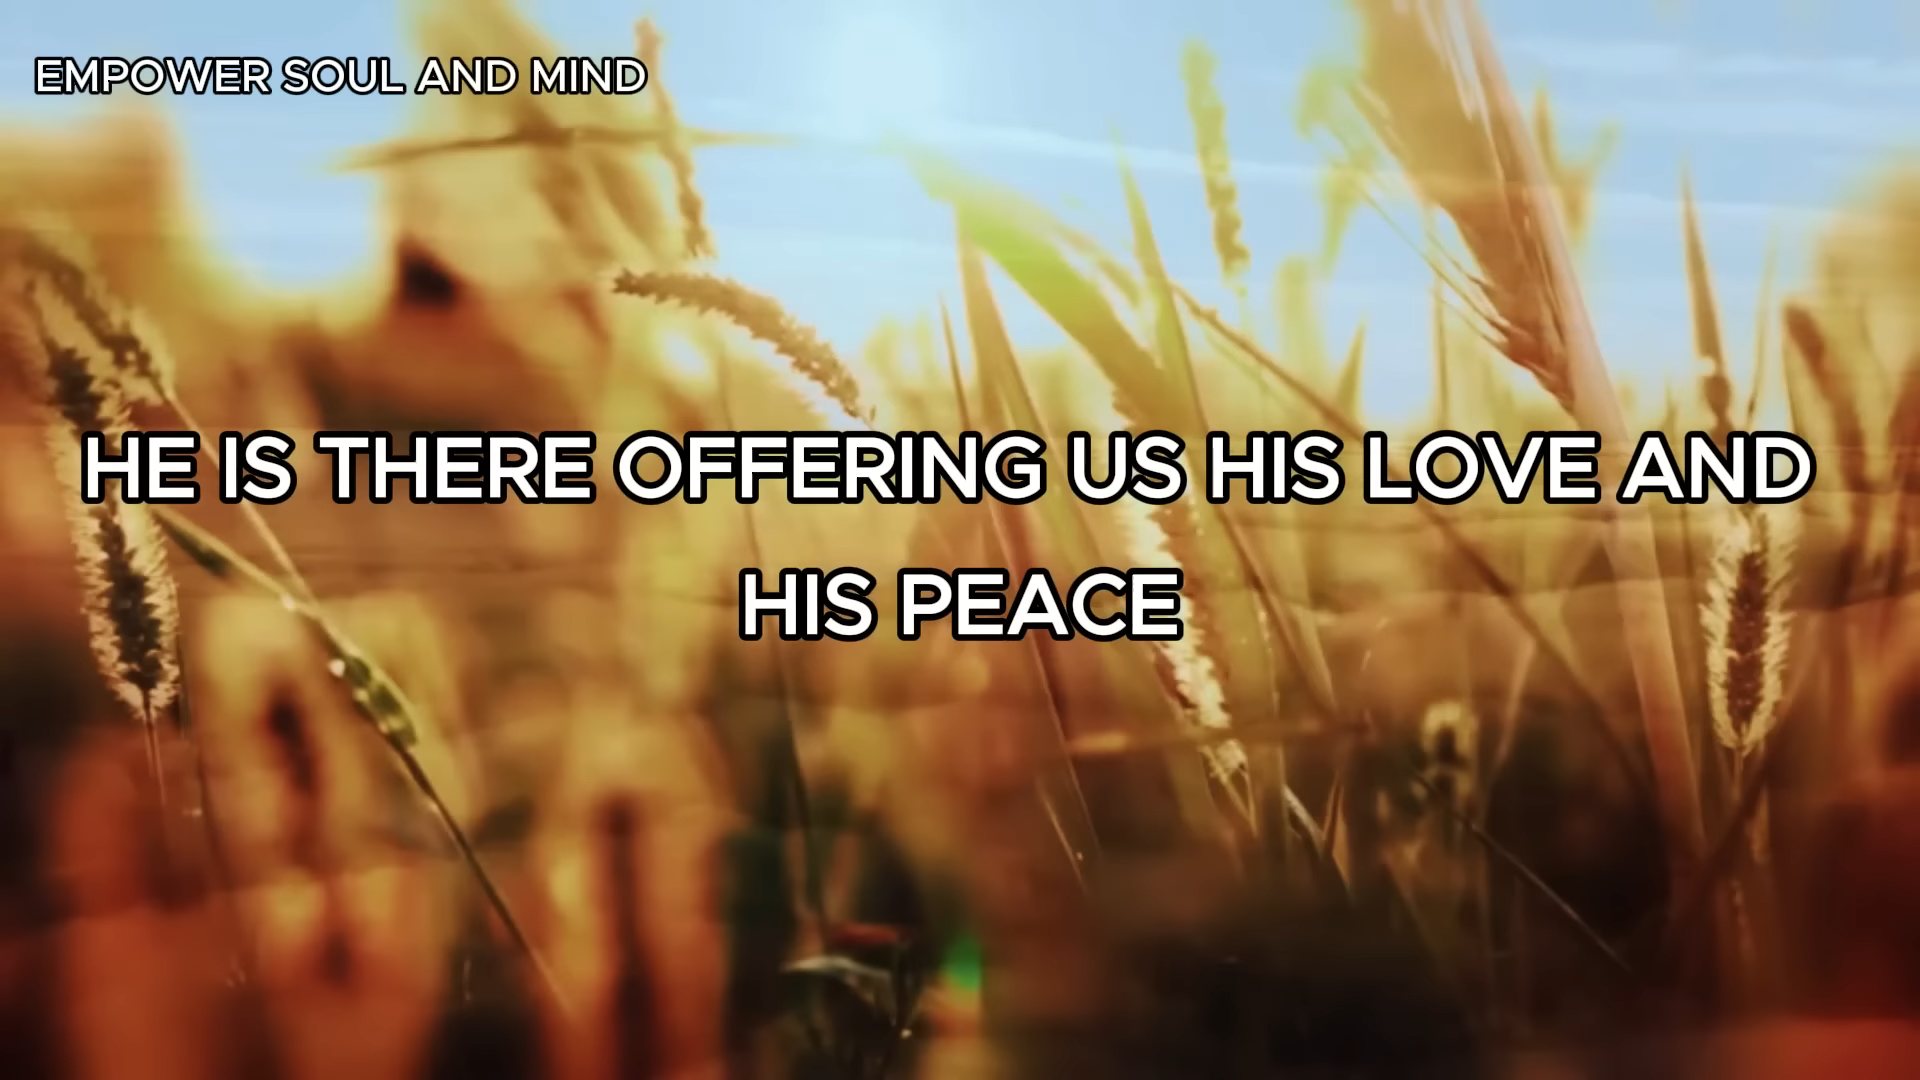 EMPOWER SOUL AND MIND
HE IS THERE OFFERING US HIS LOVE AND
HIS PEACE